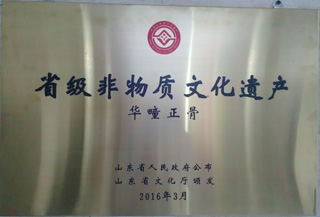 省级非物质文化遗产
华疃正骨
山东省人民政府公布
山东省文化厅颁发
2016年3月